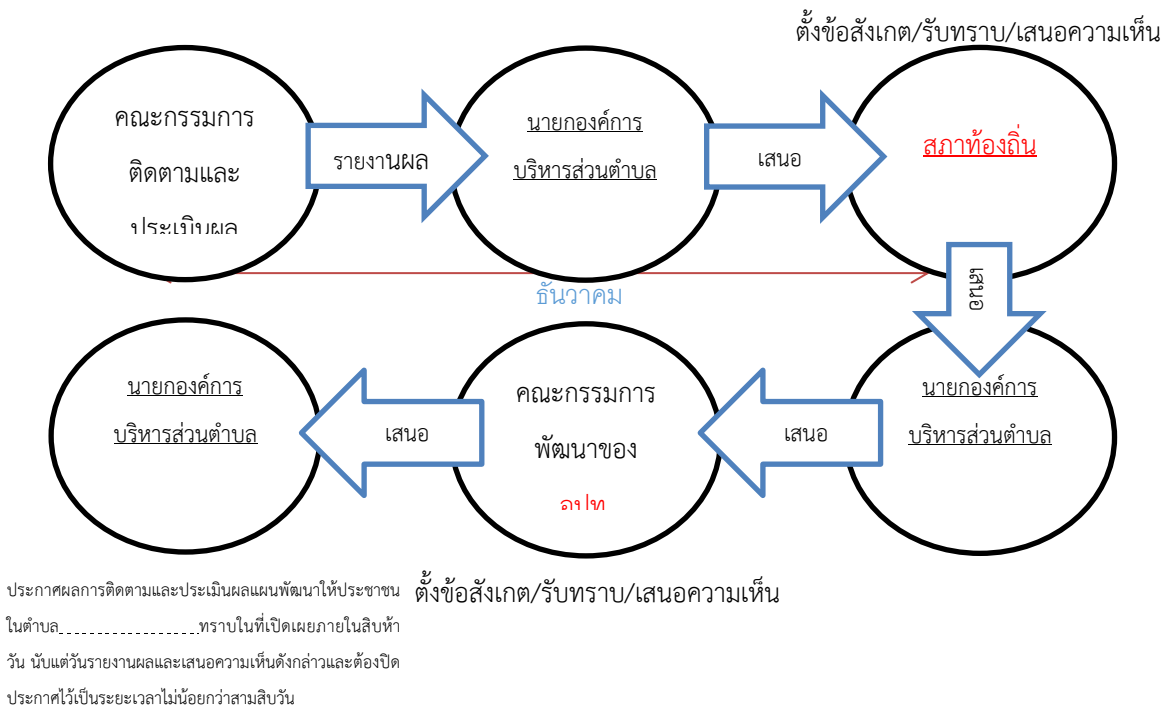 ตั้งข้อสังเกต/รับทราบ/เสนอความเห็น
คณะกรรมการ
ติดตามและ
ประเมินผล
รายงานผล
นายกองค์การ
บริหารส่วนตำบล
เสนอ
สภาท้องถิ่น
ธันวาคม
เสนอ
นายกองค์การ
บริหารส่วนตำบล
เสนอ
คณะกรรมการ
พัฒนาของ
อปท
เสนอ
นายกองค์การ
บริหารส่วนตำบล
ตั้งข้อสังเกต/รับทราบ/เสนอความเห็น
ประกาศผลการติดตามและประเมินผลแผนพัฒนาให้ประชาชน
ในตำบล....................ทราบในที่เปิดเผยภายในสิบห้า
วัน นับแต่วันรายงานผลและเสนอความเห็นดังกล่าวและต้องปิด
ประกาศไว้เป็นระยะเวลาไม่น้อยกว่าสามสิบวัน